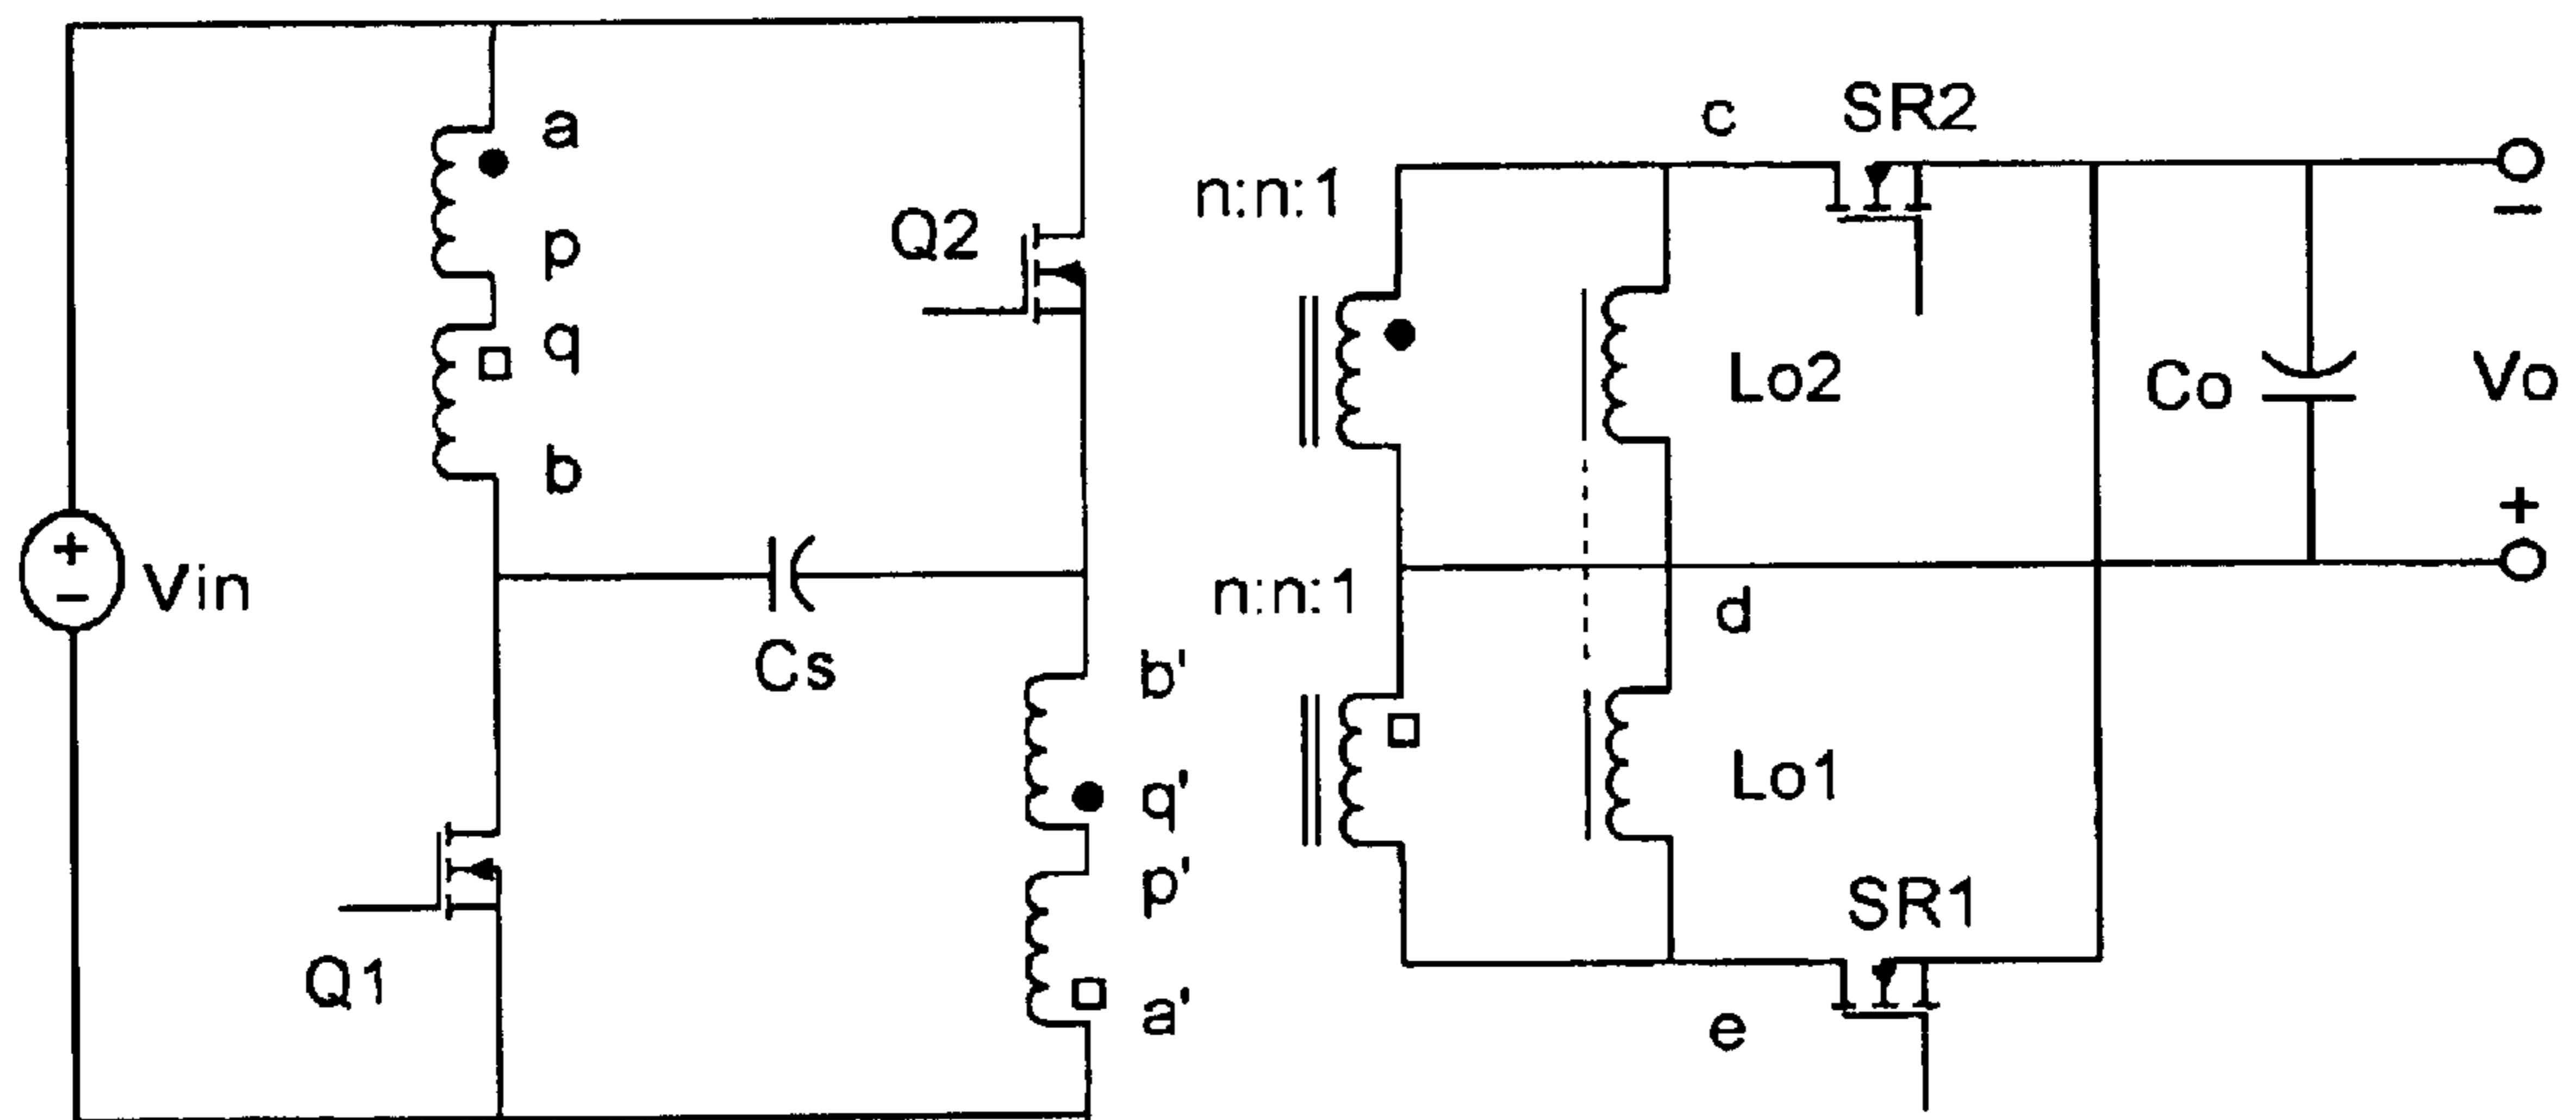 a
p
q
b
Q2
Vin
+
−
Cs
Q1
b'
q'
p'
a'
n:n:1
n:n:1
c
SR2
Lo2
d
Lo1
SR1
e
Co
Vo
−
+